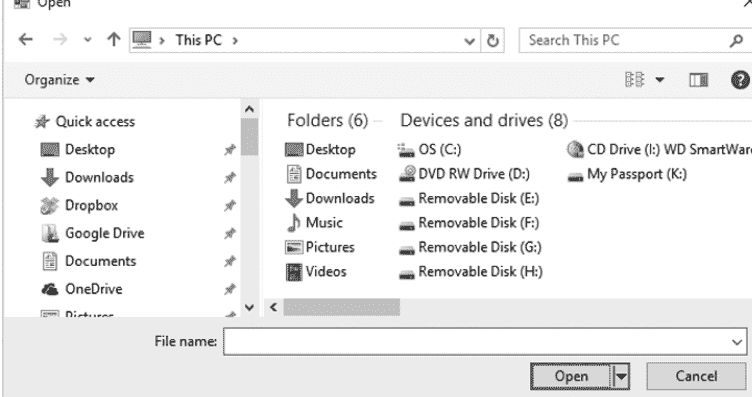 Open
This PC
Search This PC
Organize
Quick access
Desktop
Downloads
Dropbox
Google Drive
Documents
OneDrive
Pictures
Folders (6)
Desktop
Documents
Downloads
Music
Pictures
Videos
Devices and drives (8)
OS (C:)
DVD RW Drive (D:)
Removable Disk (E:)
Removable Disk (F:)
Removable Disk (G:)
Removable Disk (H:)
CD Drive (I:) WD SmartWare
My Passport (K:)
File name:
Open
Cancel